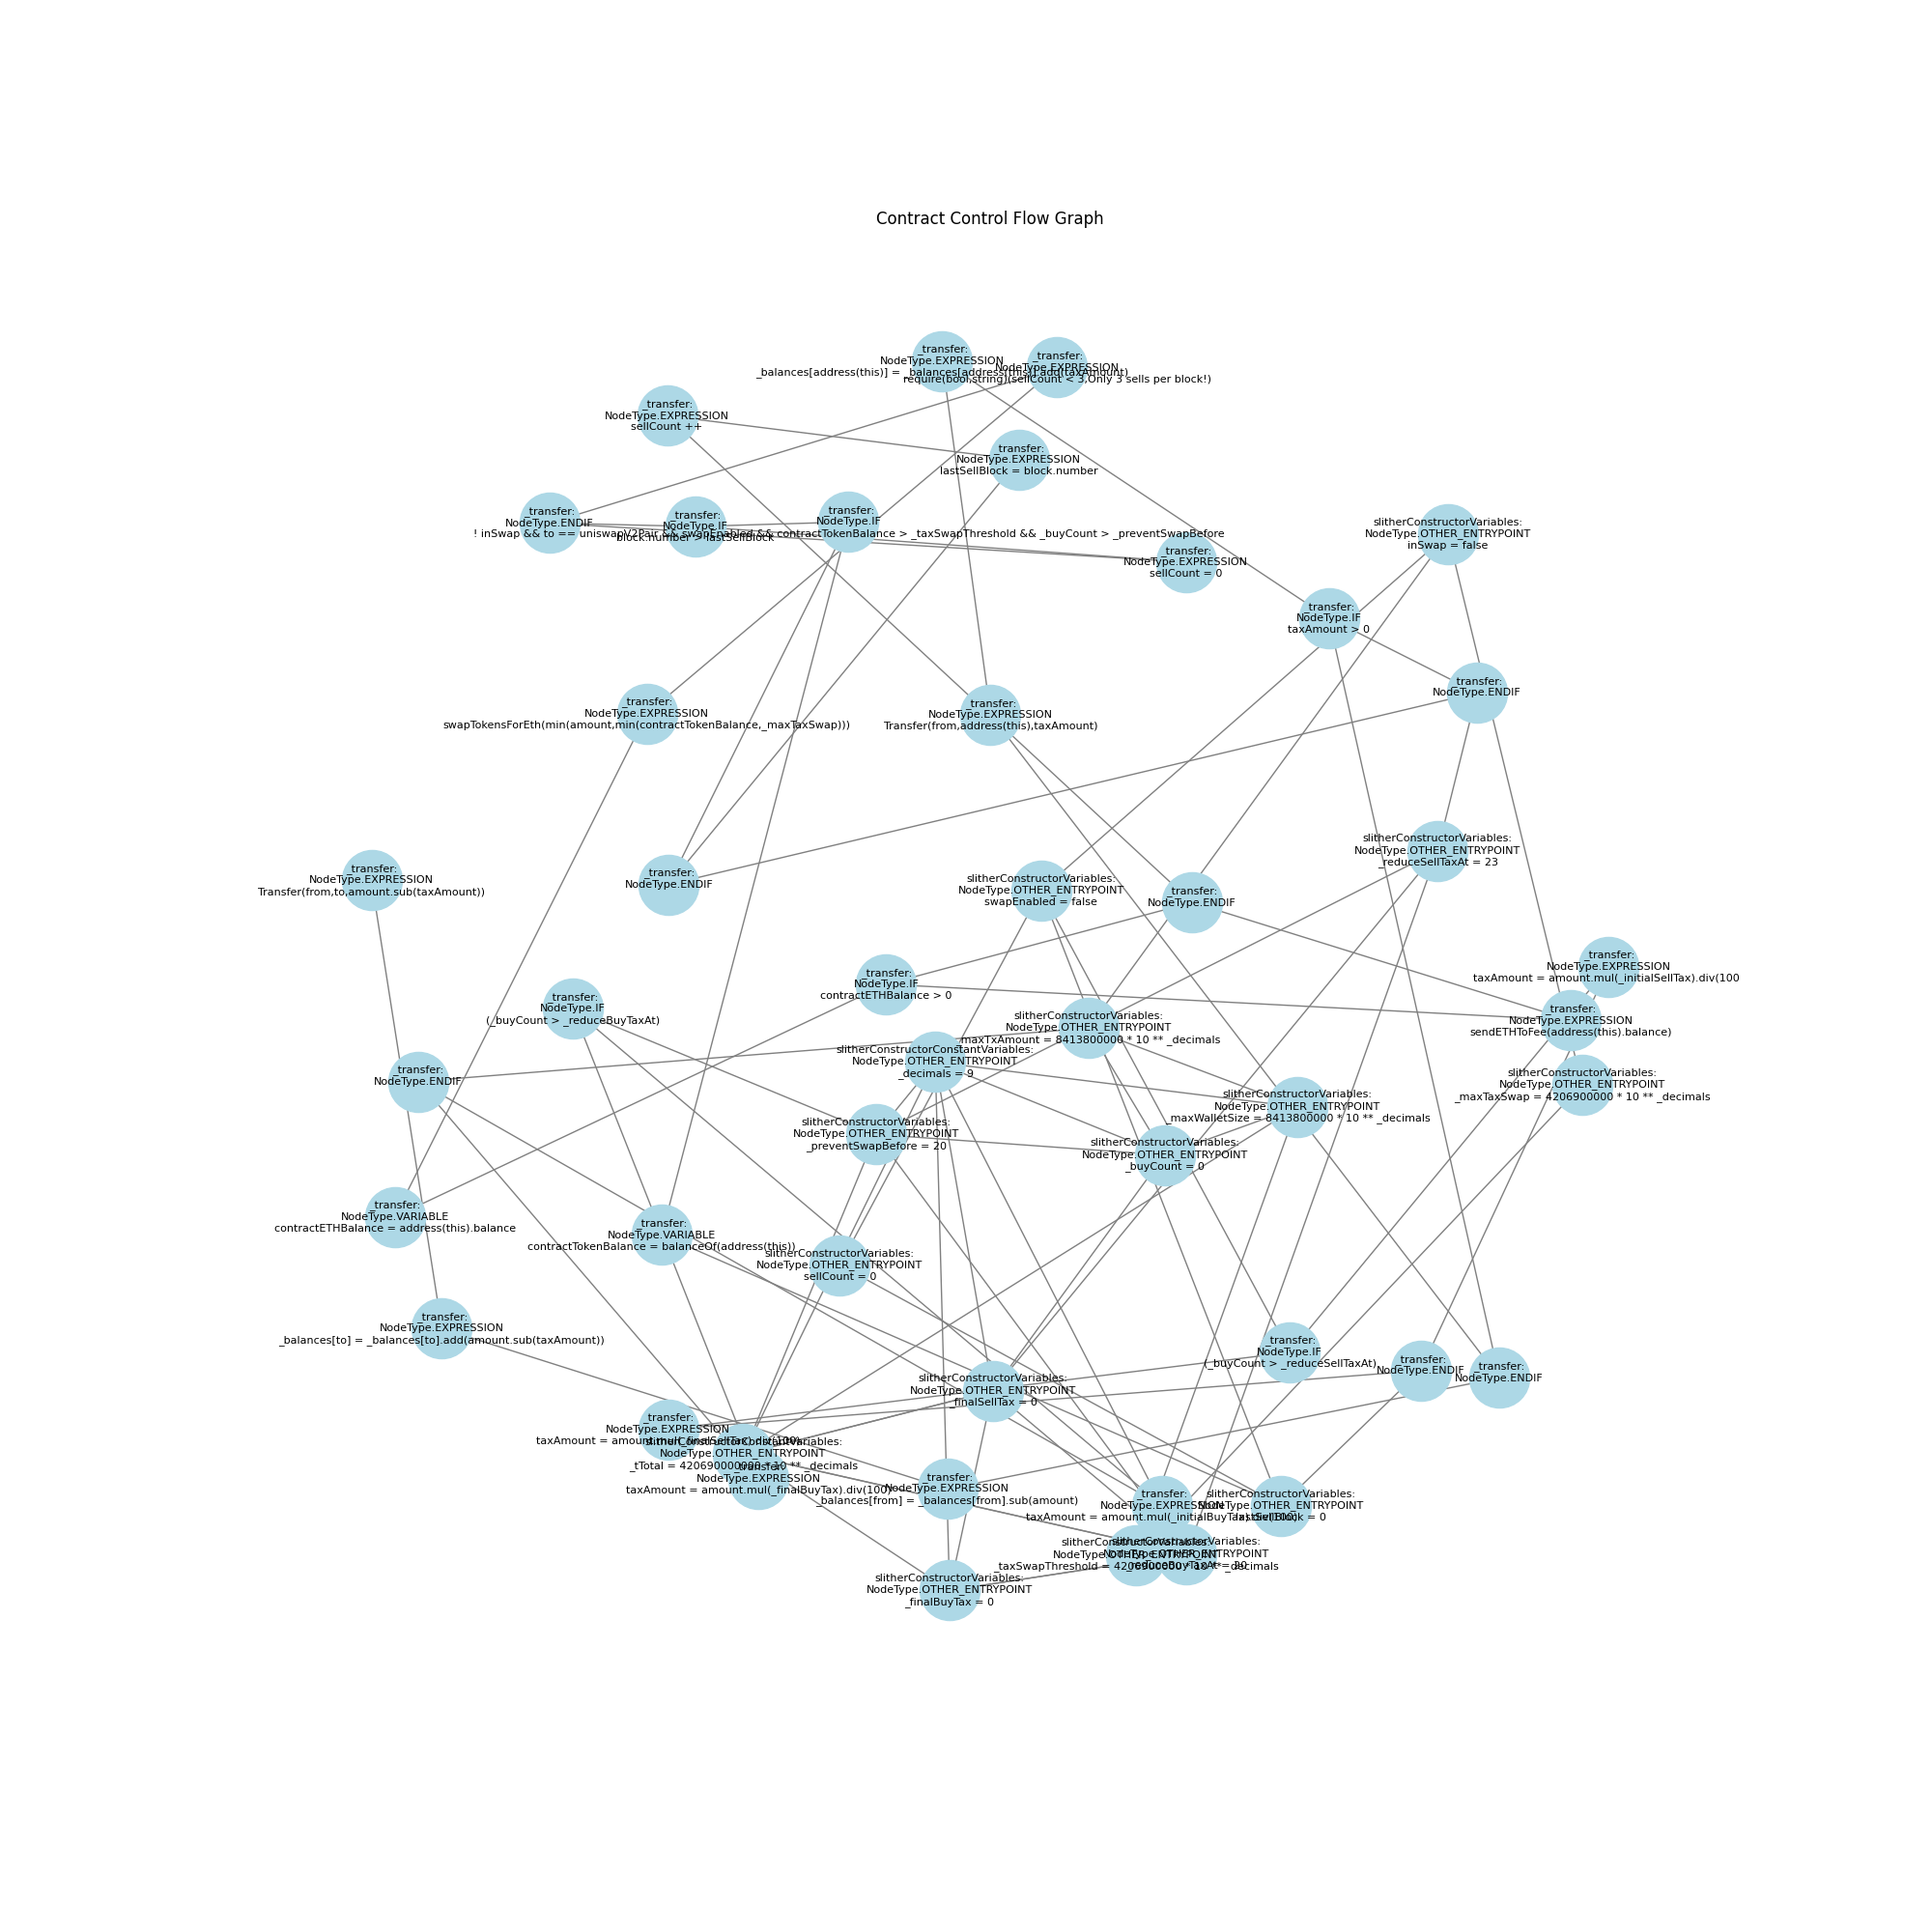 Contract Control Flow Graph
_transfer:
NodeType.EXPRESSION
_balances[address(this)] = _balances[address(this)].add(taxAmount)
_transfer:
NodeType.EXPRESSION
require(bool,string)(sellCount < 3,Only 3 sells per block!)
_transfer:
NodeType.EXPRESSION
sellCount ++
_transfer:
NodeType.EXPRESSION
lastSellBlock = block.number
_transfer:
NodeType.ENDIF
_transfer:
NodeType.IF
block.number > lastSellBlock
_transfer:
NodeType.IF
! inSwap && to == uniswapV2Pair && swapEnabled && contractTokenBalance > _taxSwapThreshold && _buyCount > _preventSwapBefore
_transfer:
NodeType.EXPRESSION
sellCount = 0
slitherConstructorVariables:
NodeType.OTHER_ENTRYPOINT
inSwap = false
_transfer:
NodeType.IF
taxAmount > 0
_transfer:
NodeType.ENDIF
_transfer:
NodeType.EXPRESSION
swapTokensForEth(min(amount,min(contractTokenBalance,_maxTaxSwap)))
_transfer:
NodeType.EXPRESSION
Transfer(from,address(this),taxAmount)
slitherConstructorVariables:
NodeType.OTHER_ENTRYPOINT
_reduceSellTaxAt = 23
_transfer:
NodeType.EXPRESSION
Transfer(from,to,amount.sub(taxAmount))
_transfer:
NodeType.ENDIF
slitherConstructorVariables:
NodeType.OTHER_ENTRYPOINT
swapEnabled = false
_transfer:
NodeType.ENDIF
_transfer:
NodeType.EXPRESSION
taxAmount = amount.mul(_initialSellTax).div(100
_transfer:
NodeType.IF
contractETHBalance > 0
_transfer:
NodeType.IF
(_buyCount > _reduceBuyTaxAt)
slitherConstructorVariables:
NodeType.OTHER_ENTRYPOINT
_maxTxAmount = 8413800000 * 10 ** _decimals
_transfer:
NodeType.EXPRESSION
sendETHToFee(address(this).balance)
slitherConstructorConstantVariables:
NodeType.OTHER_ENTRYPOINT
_decimals = 9
_transfer:
NodeType.ENDIF
slitherConstructorVariables:
NodeType.OTHER_ENTRYPOINT
_maxTaxSwap = 4206900000 * 10 ** _decimals
slitherConstructorVariables:
NodeType.OTHER_ENTRYPOINT
_maxWalletSize = 8413800000 * 10 ** _decimals
slitherConstructorVariables:
NodeType.OTHER_ENTRYPOINT
_preventSwapBefore = 20
slitherConstructorVariables:
NodeType.OTHER_ENTRYPOINT
_buyCount = 0
_transfer:
NodeType.VARIABLE
contractETHBalance = address(this).balance
_transfer:
NodeType.VARIABLE
contractTokenBalance = balanceOf(address(this))
slitherConstructorVariables:
NodeType.OTHER_ENTRYPOINT
sellCount = 0
_transfer:
NodeType.EXPRESSION
_balances[to] = _balances[to].add(amount.sub(taxAmount))
_transfer:
NodeType.IF
(_buyCount > _reduceSellTaxAt)
_transfer:
NodeType.ENDIF
_transfer:
NodeType.ENDIF
slitherConstructorVariables:
NodeType.OTHER_ENTRYPOINT
_finalSellTax = 0
_transfer:
NodeType.EXPRESSION
taxAmount = amount.mul(_finalSellTax).div(100)
slitherConstructorConstantVariables:
NodeType.OTHER_ENTRYPOINT
_tTotal = 420690000000 * 10 ** _decimals
_transfer:
NodeType.EXPRESSION
taxAmount = amount.mul(_finalBuyTax).div(100)
_transfer:
NodeType.EXPRESSION
_balances[from] = _balances[from].sub(amount)
_transfer:
NodeType.EXPRESSION
taxAmount = amount.mul(_initialBuyTax).div(100)
slitherConstructorVariables:
NodeType.OTHER_ENTRYPOINT
lastSellBlock = 0
slitherConstructorVariables:
NodeType.OTHER_ENTRYPOINT
_taxSwapThreshold = 4206900000 * 10 ** _decimals
slitherConstructorVariables:
NodeType.OTHER_ENTRYPOINT
slitherConstructorVariables:
NodeType.OTHER_ENTRYPOINT
_finalBuyTax = 0